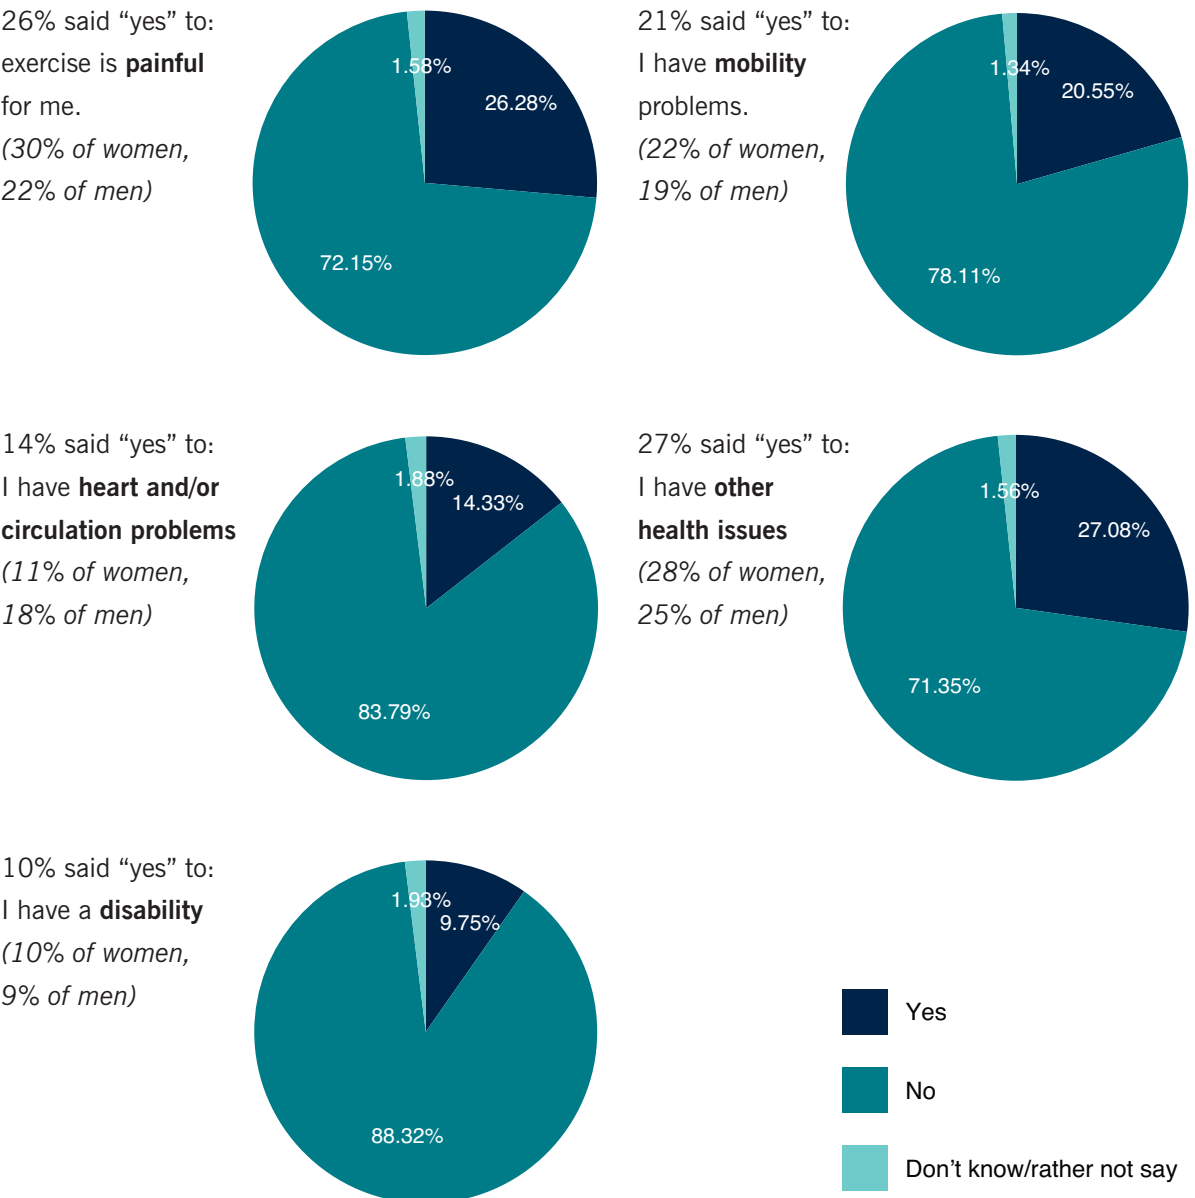 26% said “yes” to:
exercise is painful
for me.
(30% of women,
22% of men)
1.58%
26.28%
72.15%
21% said “yes” to:
I have mobility
problems.
(22% of women,
19% of men)
1.34%
20.55%
78.11%
14% said “yes” to:
I have heart and/or
circulation problems
(11% of women,
18% of men)
1.88%
14.33%
83.79%
27% said “yes” to:
I have other
health issues
(28% of women,
25% of men)
1.56%
27.08%
71.35%
10% said “yes” to:
I have a disability
(10% of women,
9% of men)
1.93%
9.75%
88.32%
Yes
No
Don’t know/rather not say